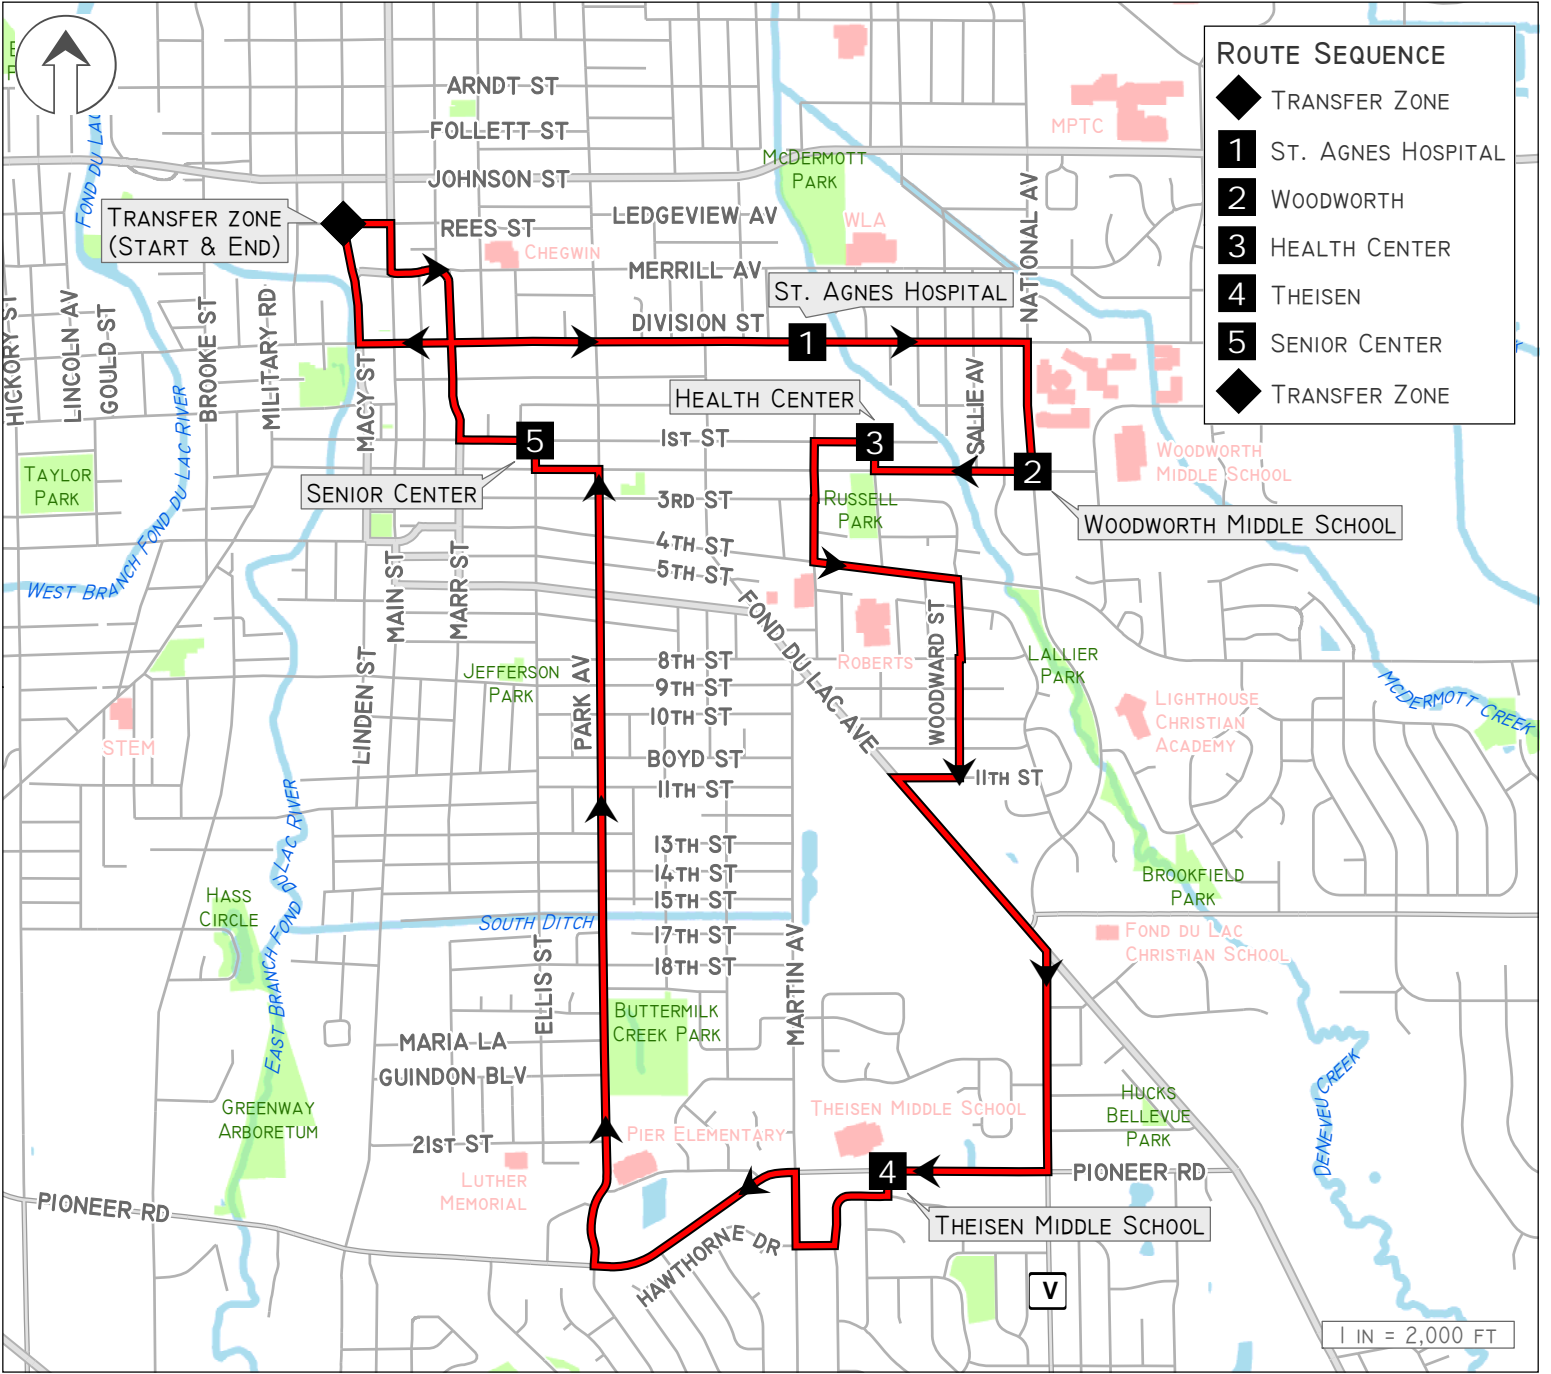 ROUTE SEQUENCE
TRANSFER ZONE
1 ST. AGNES HOSPITAL
2 WOODWORTH
3 HEALTH CENTER
4 THEISEN
5 SENIOR CENTER
TRANSFER ZONE
ARNDT ST
FOLLETT ST
JOHNSON ST
MCDERMOTT
PARK
MPTC
FOND DU LAC
TRANSFER ZONE
(START & END)
REES ST
LEDGEVIEW AV
WLA
CHEGWIN
MERRILL AV
NATIONAL AV
ST. AGNES HOSPITAL
DIVISION ST
1
HICKORY ST
LINCOLN AV
GOULD ST
BROOKE ST
MILITARY RD
MACY ST
HEALTH CENTER
SALLIE AV
5
1ST ST
3
2
WOODWORTH
MIDDLE SCHOOL
TAYLOR
PARK
SENIOR CENTER
3RD ST
RUSSELL
PARK
WOODWORTH MIDDLE SCHOOL
WEST BRANCH FOND DU LAC RIVER
4TH ST
5TH ST
MAIN ST
MARR ST
FOND DU LAC AVE
WOODWARD ST
ROBERTS
LALLIER
PARK
8TH ST
9TH ST
10TH ST
BOYD ST
11TH ST
JEFFERSON
PARK
PARK AV
LINDEN ST
STEM
MCDERMOTT CREEK
LIGHTHOUSE
CHRISTIAN
ACADEMY
11TH ST
13TH ST
14TH ST
15TH ST
17TH ST
18TH ST
BROOKFIELD
PARK
HASS
CIRCLE
SOUTH DITCH
EAST BRANCH FOND DU LAC RIVER
ELLIS ST
MARTIN AV
FOND DU LAC
CHRISTIAN SCHOOL
BUTTERMILK
CREEK PARK
MARIA LA
GUINDON BLV
GREENWAY
ARBORETUM
21ST ST
PIER ELEMENTARY
THEISEN MIDDLE SCHOOL
HUCKS
BELLEVUE
PARK
DENEVEU CREEK
LUTHER
MEMORIAL
4
PIONEER RD
PIONEER RD
THEISEN MIDDLE SCHOOL
HAWTHORNE DR
V
1 IN = 2,000 FT